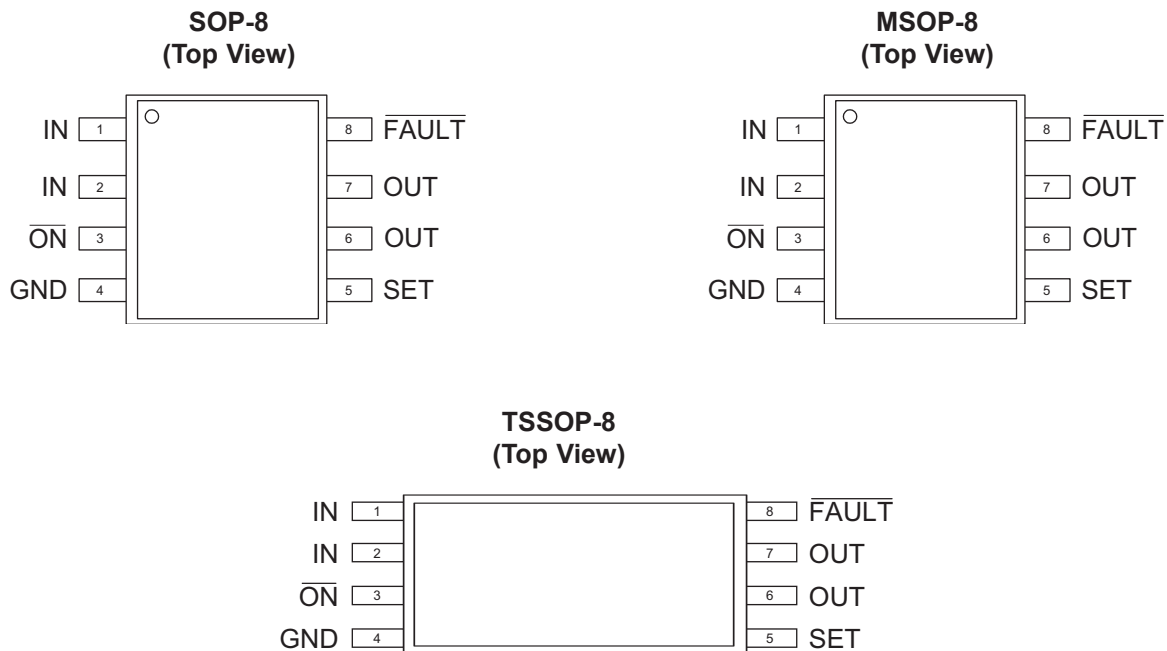 SOP-8
(Top View)
IN 1
8 FAULT
IN 2
7 OUT
ON 3
6 OUT
GND 4
5 SET
MSOP-8
(Top View)
IN 1
8 FAULT
IN 2
7 OUT
ON 3
6 OUT
GND 4
5 SET
TSSOP-8
(Top View)
IN 1
8 FAULT
IN 2
7 OUT
ON 3
6 OUT
GND 4
5 SET